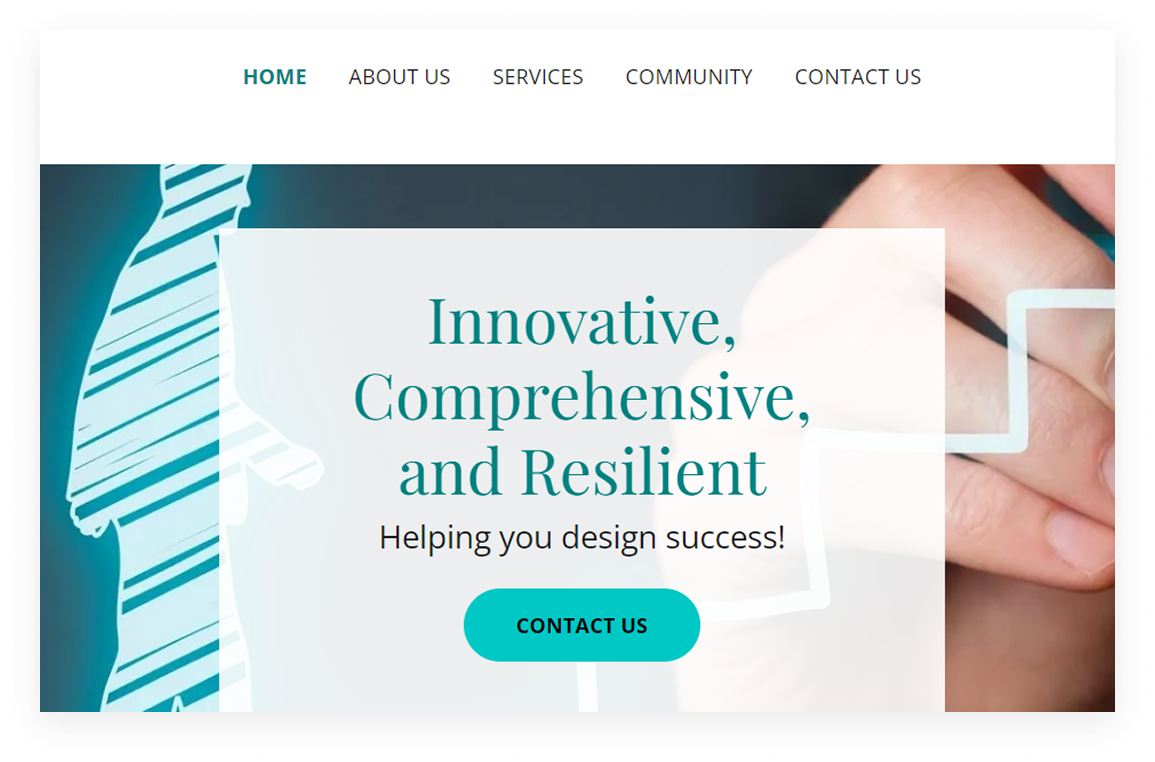 HOME ABOUT US SERVICES COMMUNITY CONTACT US
Innovative,
Comprehensive,
and Resilient
Helping you design success!
CONTACT US